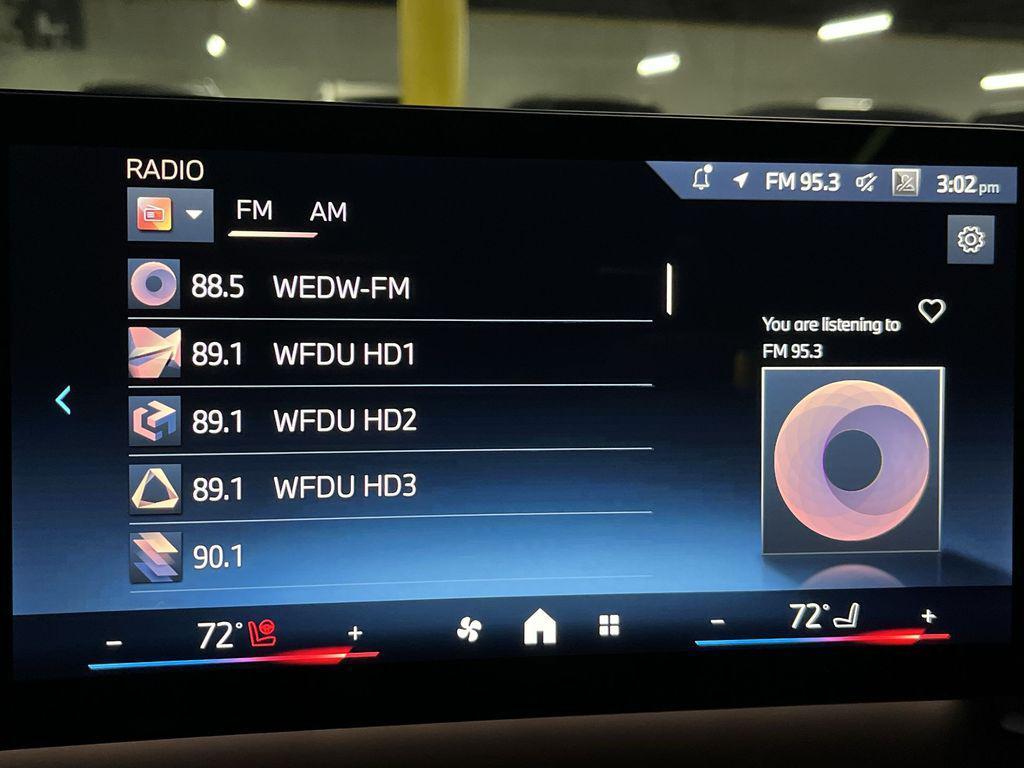 RADIO
FM 95.3 3:02 pm
FM AM
88.5 WEDW-FM
89.1 WFDU HD1
89.1 WFDU HD2
89.1 WFDU HD3
90.1
You are listening to
FM 95.3
- 72° + - 72° +